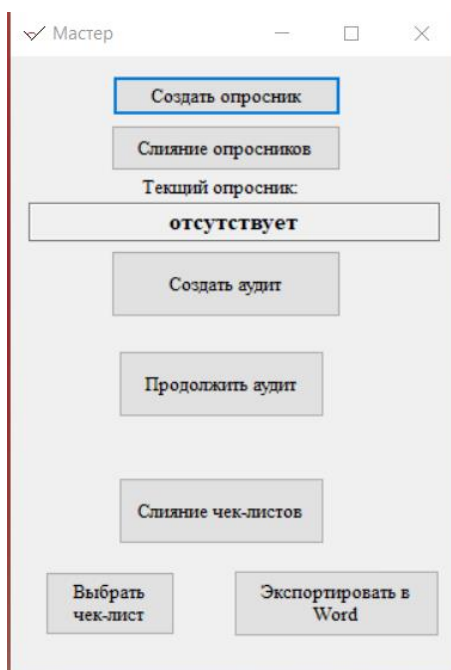 Мастер
Создать опросник
Слияние опросников
Текщий опросник:
отсутствует
Создать аудит
Продолжить аудит
Слияние чек-листов
Выбрать
чек-лист
Экспортировать в
Word